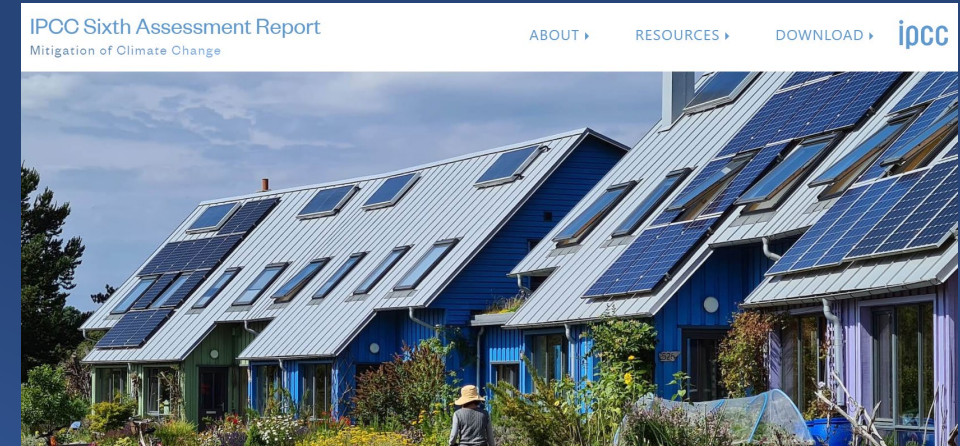 IPCC Sixth Assessment Report
Mitigation of Climate Change
ABOUT RESOURCES DOWNLOAD
ipcc